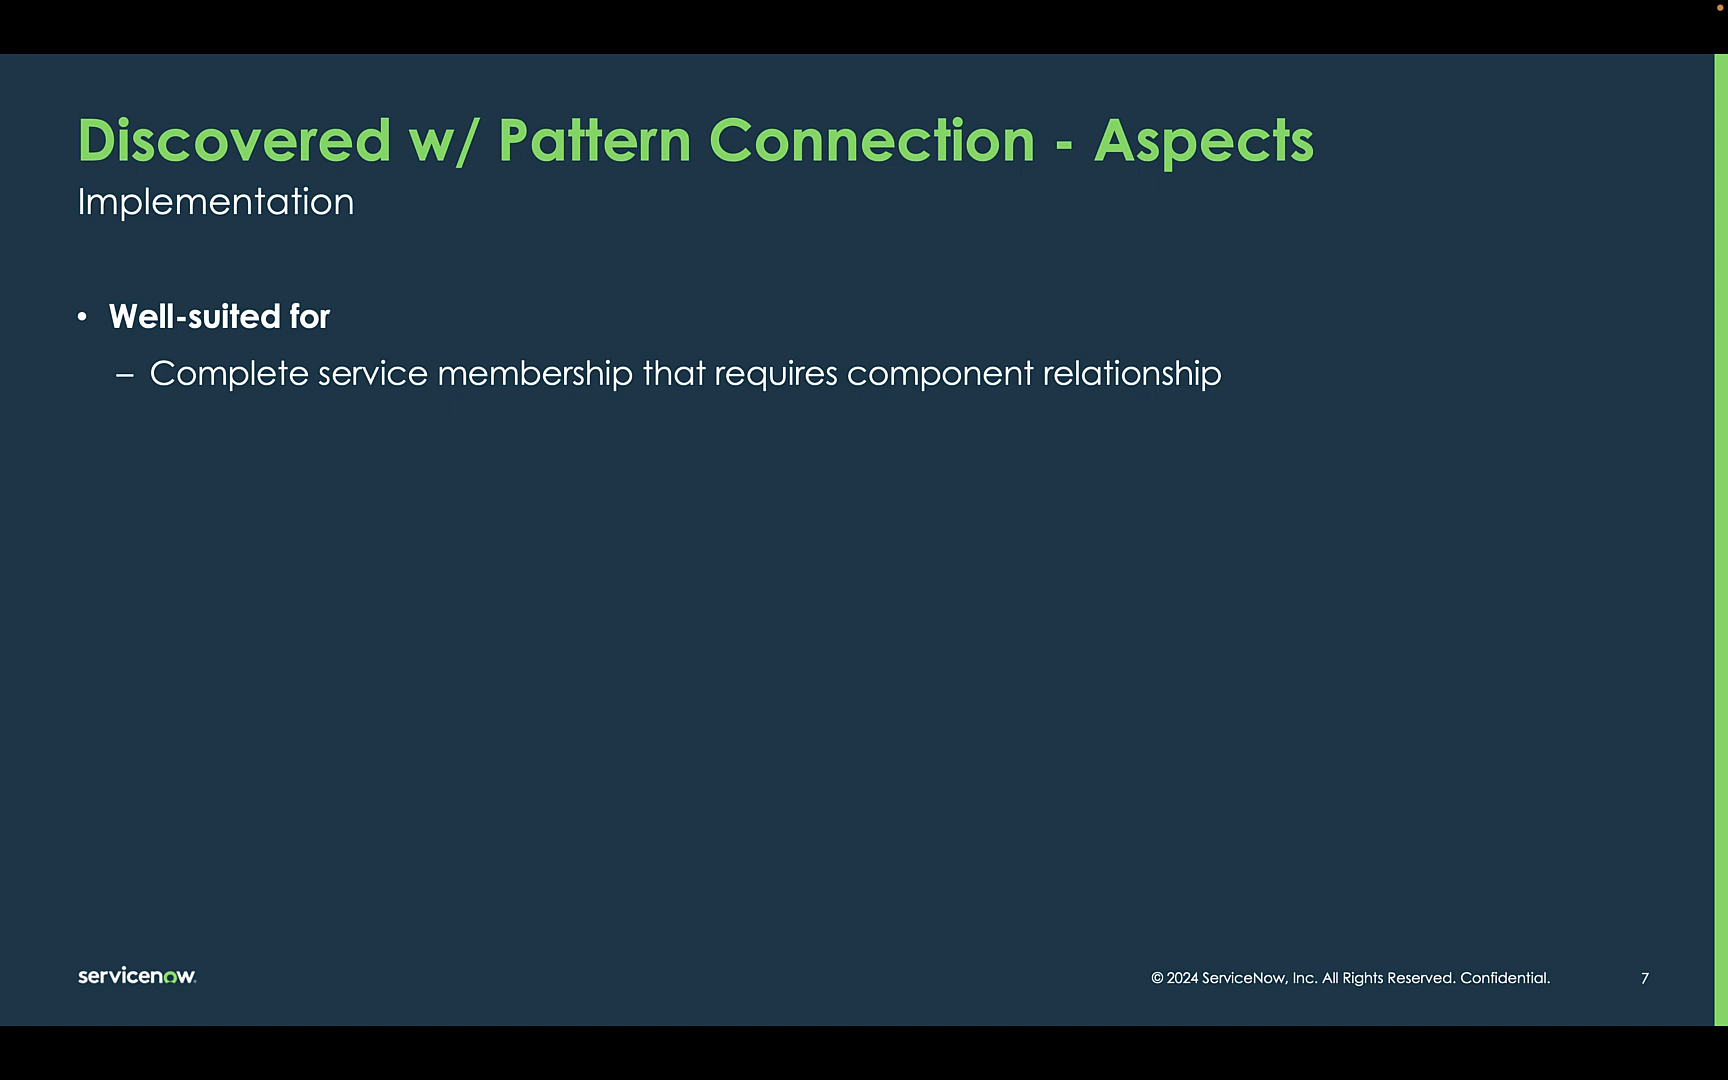 Discovered w/ Pattern Connection - Aspects
Implementation
• Well-suited for
– Complete service membership that requires component relationship
servicenow
© 2024 ServiceNow, Inc. All Rights Reserved. Confidential.
7